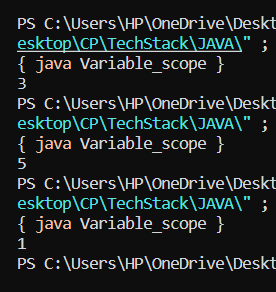 PS C:\Users\HP\OneDrive\Deskt
esktop\CP\TechStack\JAVA\" ;
{ java Variable_scope }
3
PS C:\Users\HP\OneDrive\Deskt
esktop\CP\TechStack\JAVA\" ;
{ java Variable_scope }
5
PS C:\Users\HP\OneDrive\Deskt
esktop\CP\TechStack\JAVA\" ;
{ java Variable_scope }
1
PS C:\Users\HP\OneDrive\Deskt